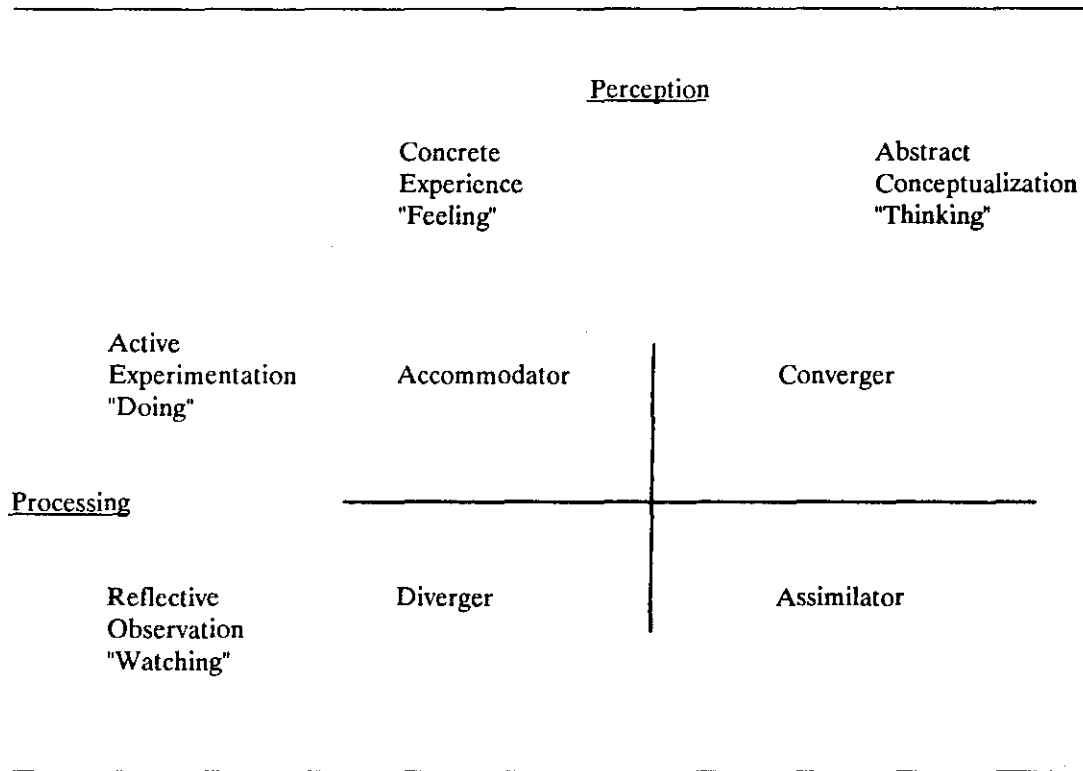 Perception
Concrete
Experience
"Feeling"
Abstract
Conceptualization
"Thinking"
Active
Experimentation
"Doing"
Accommodator
Converger
Processing
Reflective
Observation
"Watching"
Diverger
Assimilator